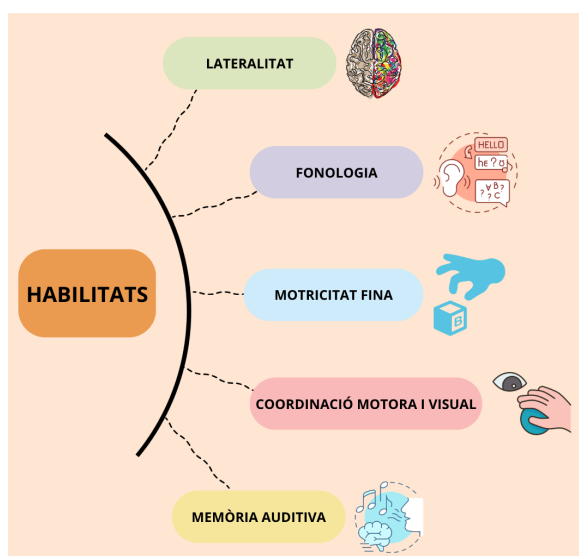 LATERALITAT
FONOLOGIA
HELLO
HABILITATS
MOTRICITAT FINA
B
COORDINACIÓ MOTORA I VISUAL
MEMÒRIA AUDITIVA